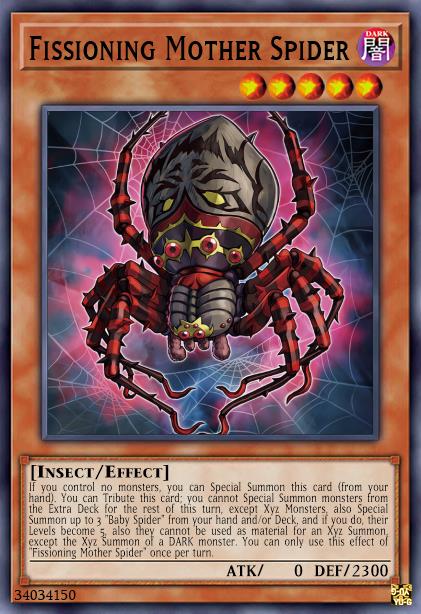 Fissioning Mother Spider
DARK
闇
[Insect/Effect]
If you control no monsters, you can Special Summon this card (from your
hand). You can Tribute this card; you cannot Special Summon monsters from
the Extra Deck for the rest of this turn, except Xyz Monsters, also Special
Summon up to 3 "Baby Spider" from your hand and/or Deck, and if you do, their
Levels become 5, also they cannot be used as material for an Xyz Summon,
except the Xyz Summon of a DARK monster. You can only use this effect of
"Fissioning Mother Spider" once per turn.
ATK/ 0 DEF/2300
34034150